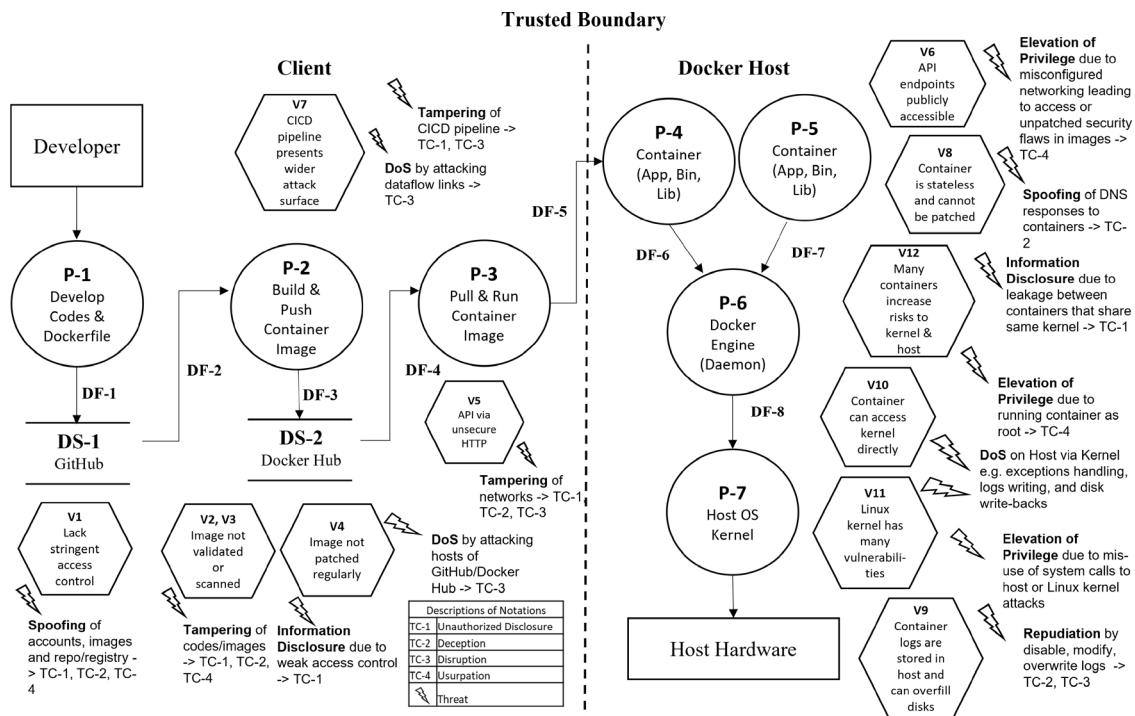 Trusted Boundary
Client
Docker Host
Developer
V7
CICD
pipeline
presents
wider
attack
surface
Tampering of
CICD pipeline ->
TC-1, TC-3
DoS by attacking
dataflow links ->
TC-3
P-1
Develop
Codes &
Dockerfile
P-2
Build &
Push
Container
Image
P-3
Pull & Run
Container
Image
DF-1
DF-2
DF-3
DF-4
DF-5
DS-1
GitHub
DS-2
Docker Hub
V5
API via
unsecure
HTTP
Tampering
of networks -> TC-1,
TC-2, TC-3
V1
Lack
stringent
access
control
V2, V3
Image not
validated
or
scanned
V4
Image not
patched
regularly
DoS by attacking
hosts of
GitHub/Docker
Hub -> TC-3
Spoofing of
accounts, images
and repo/registry -
> TC-1, TC-2, TC-
4
Tampering of
codes/images
-> TC-1, TC-2,
TC-4
Information
Disclosure due to
weak access control
-> TC-1
Descriptions of Notations
TC-1 Unauthorized Disclosure
TC-2 Deception
TC-3 Disruption
TC-4 Usurpation
Threat
P-4
Container
(App, Bin,
Lib)
P-5
Container
(App, Bin,
Lib)
DF-6
DF-7
P-6
Docker
Engine
(Daemon)
DF-8
P-7
Host OS
Kernel
Host Hardware
V6
API
endpoints
publicly
accessible
Elevation of
Privilege due to
misconfigured
networking leading
to access or
unpatched security
flaws in images->
TC-4
V8
Container
is stateless
and cannot
be patched
Spoofing of DNS
responses to
containers -> TC-
2
V12
Many
containers
increase
risks to
kernel &
host
Information
Disclosure due to
leakage between
containers that share
same kernel -> TC-1
V10
Container
can access
kernel
directly
Elevation of
Privilege due to
running container as
root -> TC-4
DoS on Host via Kernel
e.g. exceptions handling,
logs writing, and disk
write-backs
V11
Linux
kernel has
many
vulnerabili-
ties
Elevation of
Privilege due to mis-
use of system calls to
host or Linux kernel
attacks
V9
Container
logs are
stored in
host and
can overfill
disks
Repudiation by
disable, modify,
overwrite logs ->
TC-2, TC-3